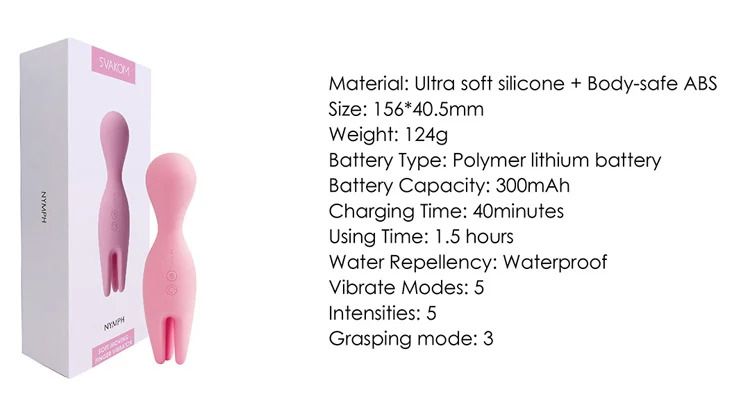 SVAKOM
NYMPH
NYMPH
SOFT MOVING
FINGER VIBRATOR
Material: Ultra soft silicone + Body-safe ABS
Size: 156*40.5mm
Weight: 124g
Battery Type: Polymer lithium battery
Battery Capacity: 300mAh
Charging Time: 40minutes
Using Time: 1.5 hours
Water Repellency: Waterproof
Vibrate Modes: 5
Intensities: 5
Grasping mode: 3